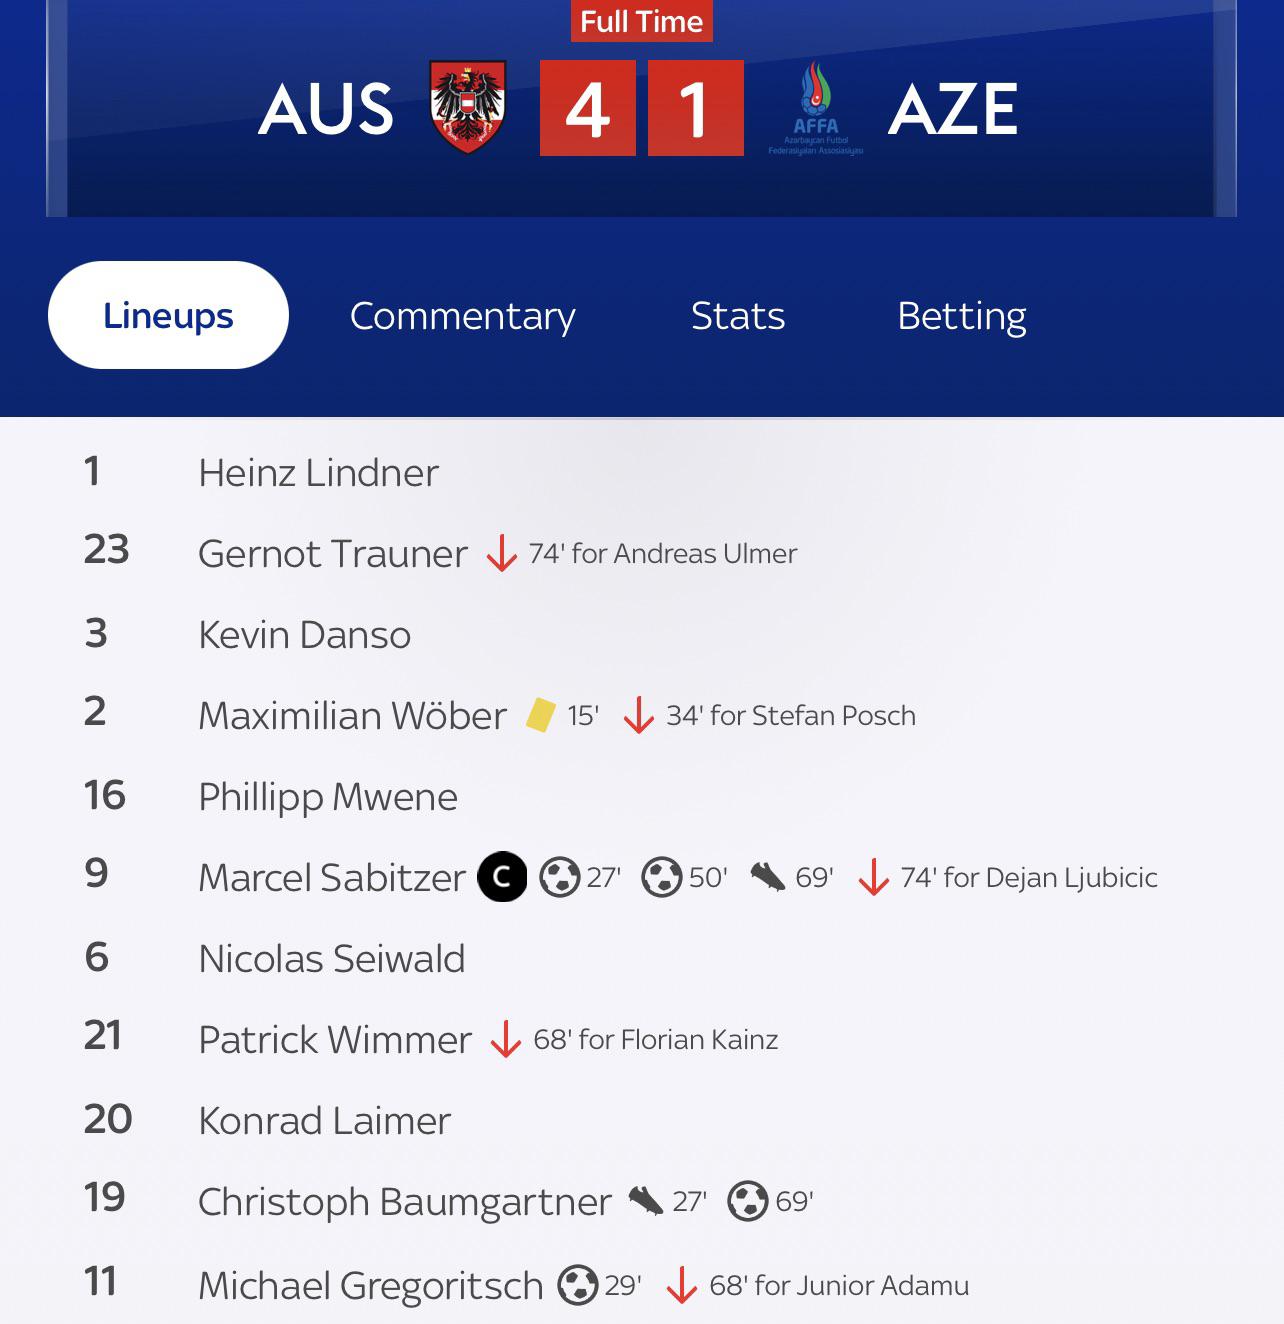 Full Time
AUS 4 1 AZE
AFFA
Azərbaycan Futbol
Federasiyaları Assosiasiyası
Lineups Commentary Stats Betting
1 Heinz Lindner
23 Gernot Trauner 74' for Andreas Ulmer
3 Kevin Danso
2 Maximilian Wöber 15' 34' for Stefan Posch
16 Phillipp Mwene
9 Marcel Sabitzer C 27' 50' 69' 74' for Dejan Ljubicic
6 Nicolas Seiwald
21 Patrick Wimmer 68' for Florian Kainz
20 Konrad Laimer
19 Christoph Baumgartner 27' 69'
11 Michael Gregoritsch 29' 68' for Junior Adamu